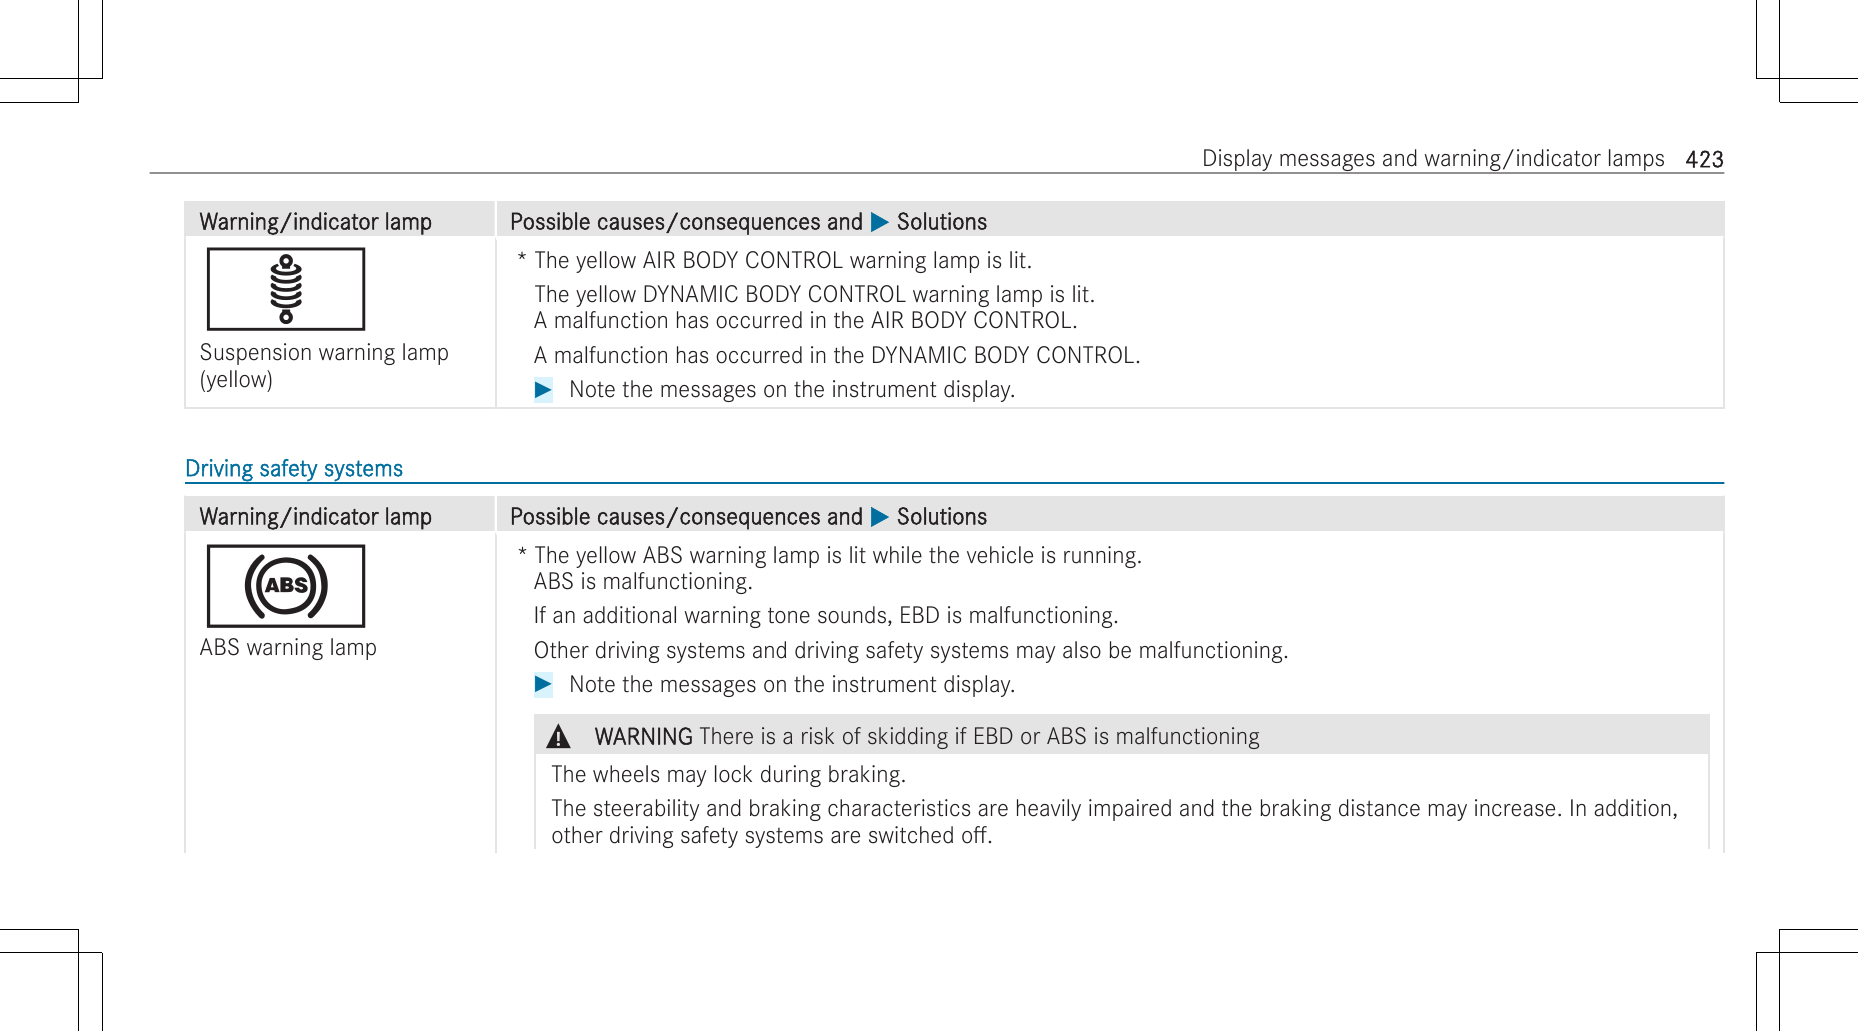 Display messages and warning/indicator lamps 423
Warning/indicator lamp Possible causes/consequences and ▶ Solutions
* The yellow AIR BODY CONTROL warning lamp is lit.
The yellow DYNAMIC BODY CONTROL warning lamp is lit.
A malfunction has occurred in the AIR BODY CONTROL.
Suspension warning lamp
(yellow)
A malfunction has occurred in the DYNAMIC BODY CONTROL.
▶ Note the messages on the instrument display.
Driving safety systems
Warning/indicator lamp Possible causes/consequences and ▶ Solutions
ABS
ABS warning lamp
* The yellow ABS warning lamp is lit while the vehicle is running.
ABS is malfunctioning.
If an additional warning tone sounds, EBD is malfunctioning.
Other driving systems and driving safety systems may also be malfunctioning.
▶ Note the messages on the instrument display.
WARNING There is a risk of skidding if EBD or ABS is malfunctioning
The wheels may lock during braking.
The steerability and braking characteristics are heavily impaired and the braking distance may increase. In addition,
other driving safety systems are switched off.